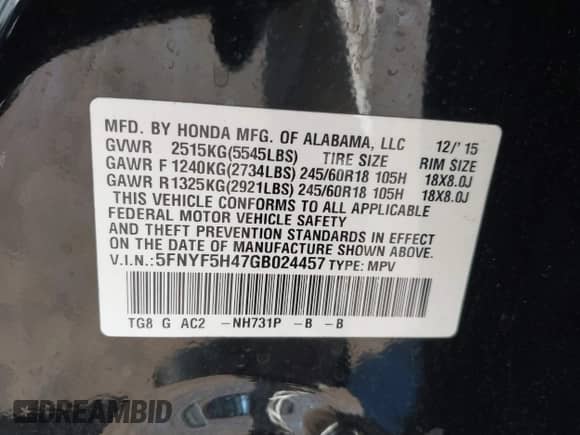 MFD. BY HONDA MFG. OF ALABAMA, LLC 12/'15
GVWR 2515KG(5545LBS) TIRE SIZE RIM SIZE
GAWR F 1240KG(2734LBS) 245/60R18 105H 18X8.0J
GAWR R 1325KG(2921LBS) 245/60R18 105H 18X8.0J
THIS VEHICLE CONFORMS TO ALL APPLICABLE
FEDERAL MOTOR VEHICLE SAFETY
AND THEFT PREVENTION STANDARDS IN EFFECT
ON THE DATE OF MANUFACTURE SHOWN ABOVE.
V.I.N.:5FNYF5H47GB024457 TYPE: MPV
TG8 G AC2 -NH731P -B -B
DREAMBID